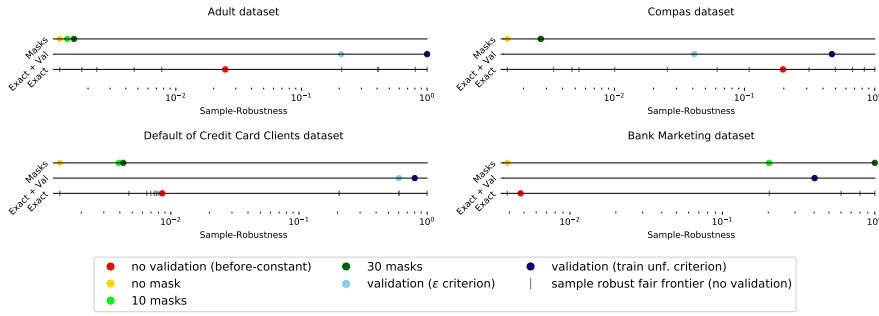 Adult dataset
Masks
Exact + Val
Exact
10⁻² 10⁻¹ 10⁰
Sample-Robustness
Compas dataset
Masks
Exact + Val
Exact
10⁻² 10⁻¹ 10⁰
Sample-Robustness
Default of Credit Card Clients dataset
Masks
Exact + Val
Exact
10⁻² 10⁻¹ 10⁰
Sample-Robustness
Bank Marketing dataset
Masks
Exact + Val
Exact
10⁻² 10⁻¹ 10⁰
Sample-Robustness
no validation (before-constant)
no mask
10 masks
30 masks
validation (ε criterion)
validation (train unf. criterion)
sample robust fair frontier (no validation)